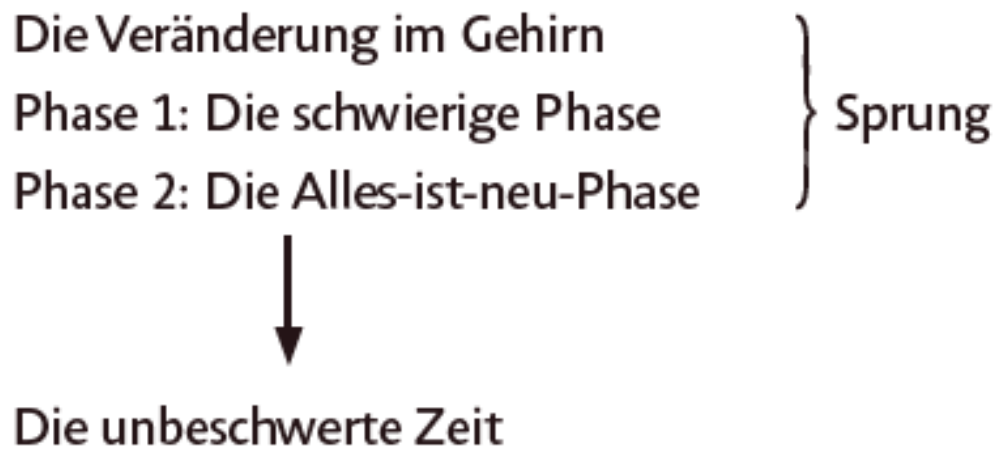 Die Veränderung im Gehirn
Phase 1: Die schwierige Phase
Sprung
Phase 2: Die Alles-ist-neu-Phase
Die unbeschwerte Zeit